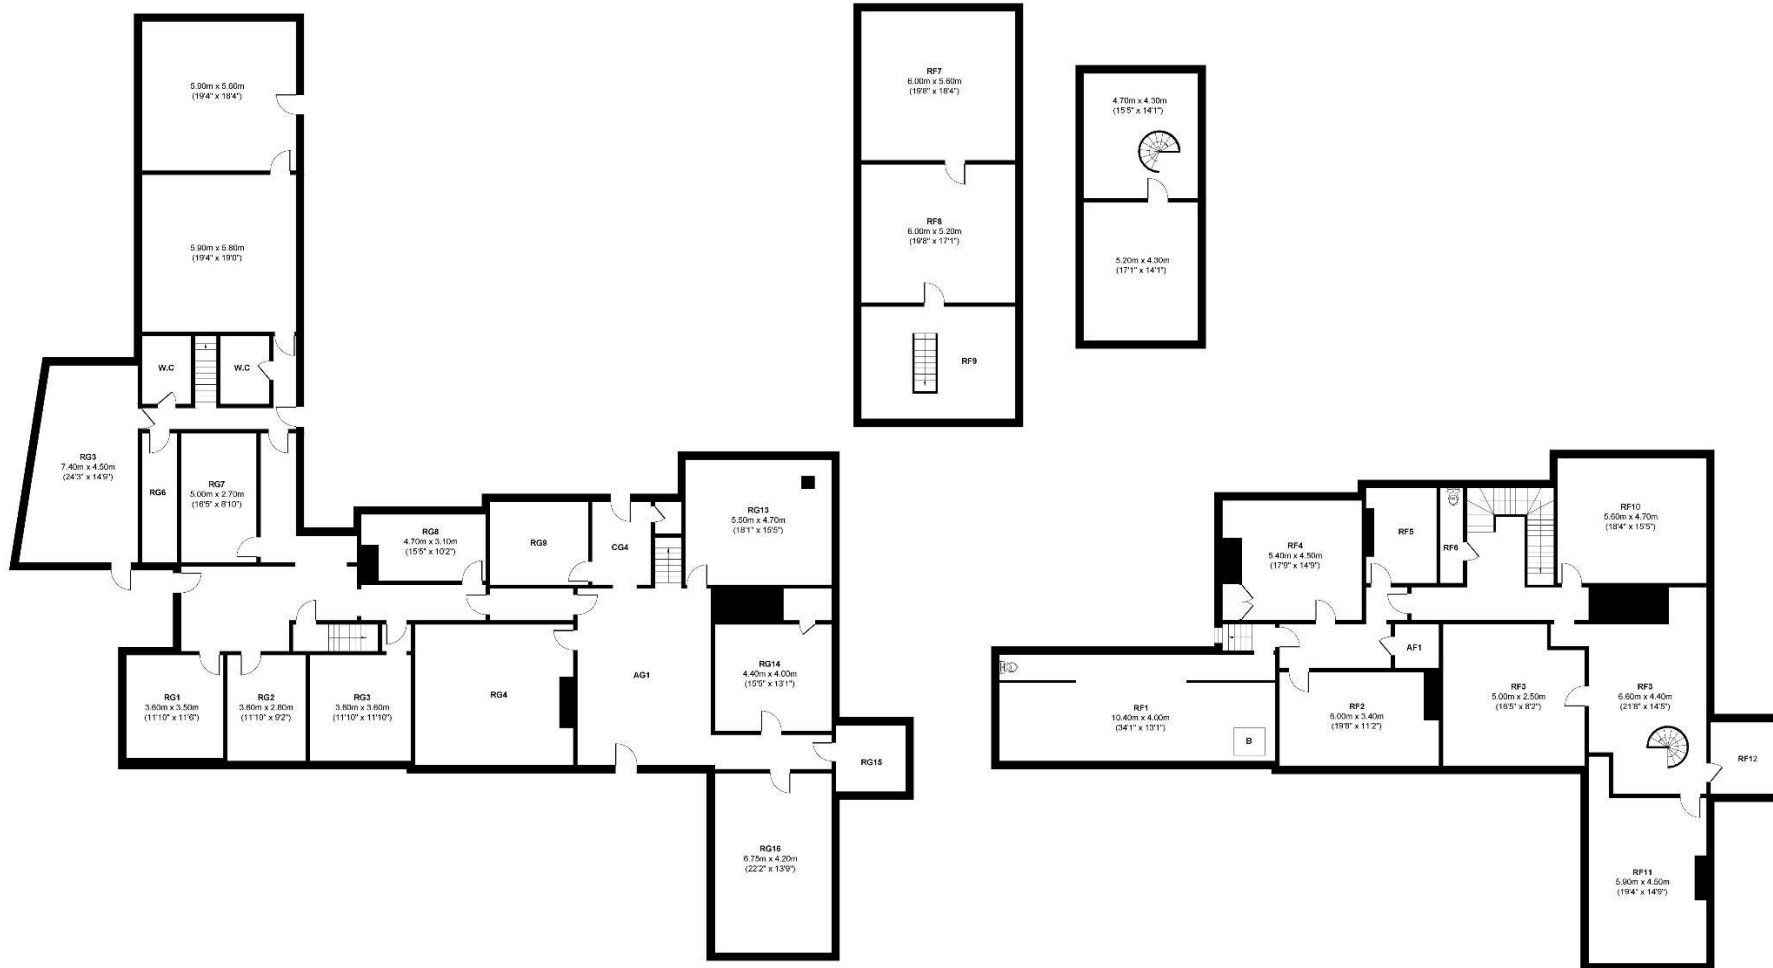 5.90m x 5.60m
(19'4" x 18'4")
5.90m x 5.80m
(19'4" x 19'0")
W.C
W.C
RG3
7.40m x 4.50m
(24'3" x 14'9")
RG6
RG7
5.00m x 2.70m
(16'5" x 8'10")
RG8
4.70m x 3.10m
(15'5" x 10'2")
RG9
CG4
RG13
5.50m x 4.70m
(18'1" x 15'5")
RG1
3.60m x 3.50m
(11'10" x 11'6")
RG2
3.60m x 2.80m
(11'10" x 9'2")
RG3
3.60m x 3.60m
(11'10" x 11'10")
RG4
AG1
RG14
4.40m x 4.00m
(15'5" x 13'1")
RG15
RG16
6.75m x 4.20m
(22'2" x 13'9")
RF7
6.00m x 5.60m
(19'8" x 18'4")
RF8
6.00m x 5.20m
(19'8" x 17'1")
RF9
4.70m x 4.30m
(15'5" x 14'1")
5.20m x 4.30m
(17'1" x 14'1")
RF4
5.40m x 4.50m
(17'9" x 14'9")
RF5
RF6
RF10
5.60m x 4.70m
(18'4" x 15'5")
AF1
RF1
10.40m x 4.00m
(34'1" x 13'1")
B
RF2
6.00m x 3.40m
(19'8" x 11'2")
RF3
5.00m x 2.50m
(16'5" x 8'2")
RF3
6.60m x 4.40m
(21'8" x 14'5")
RF12
RF11
5.90m x 4.50m
(19'4" x 14'9")